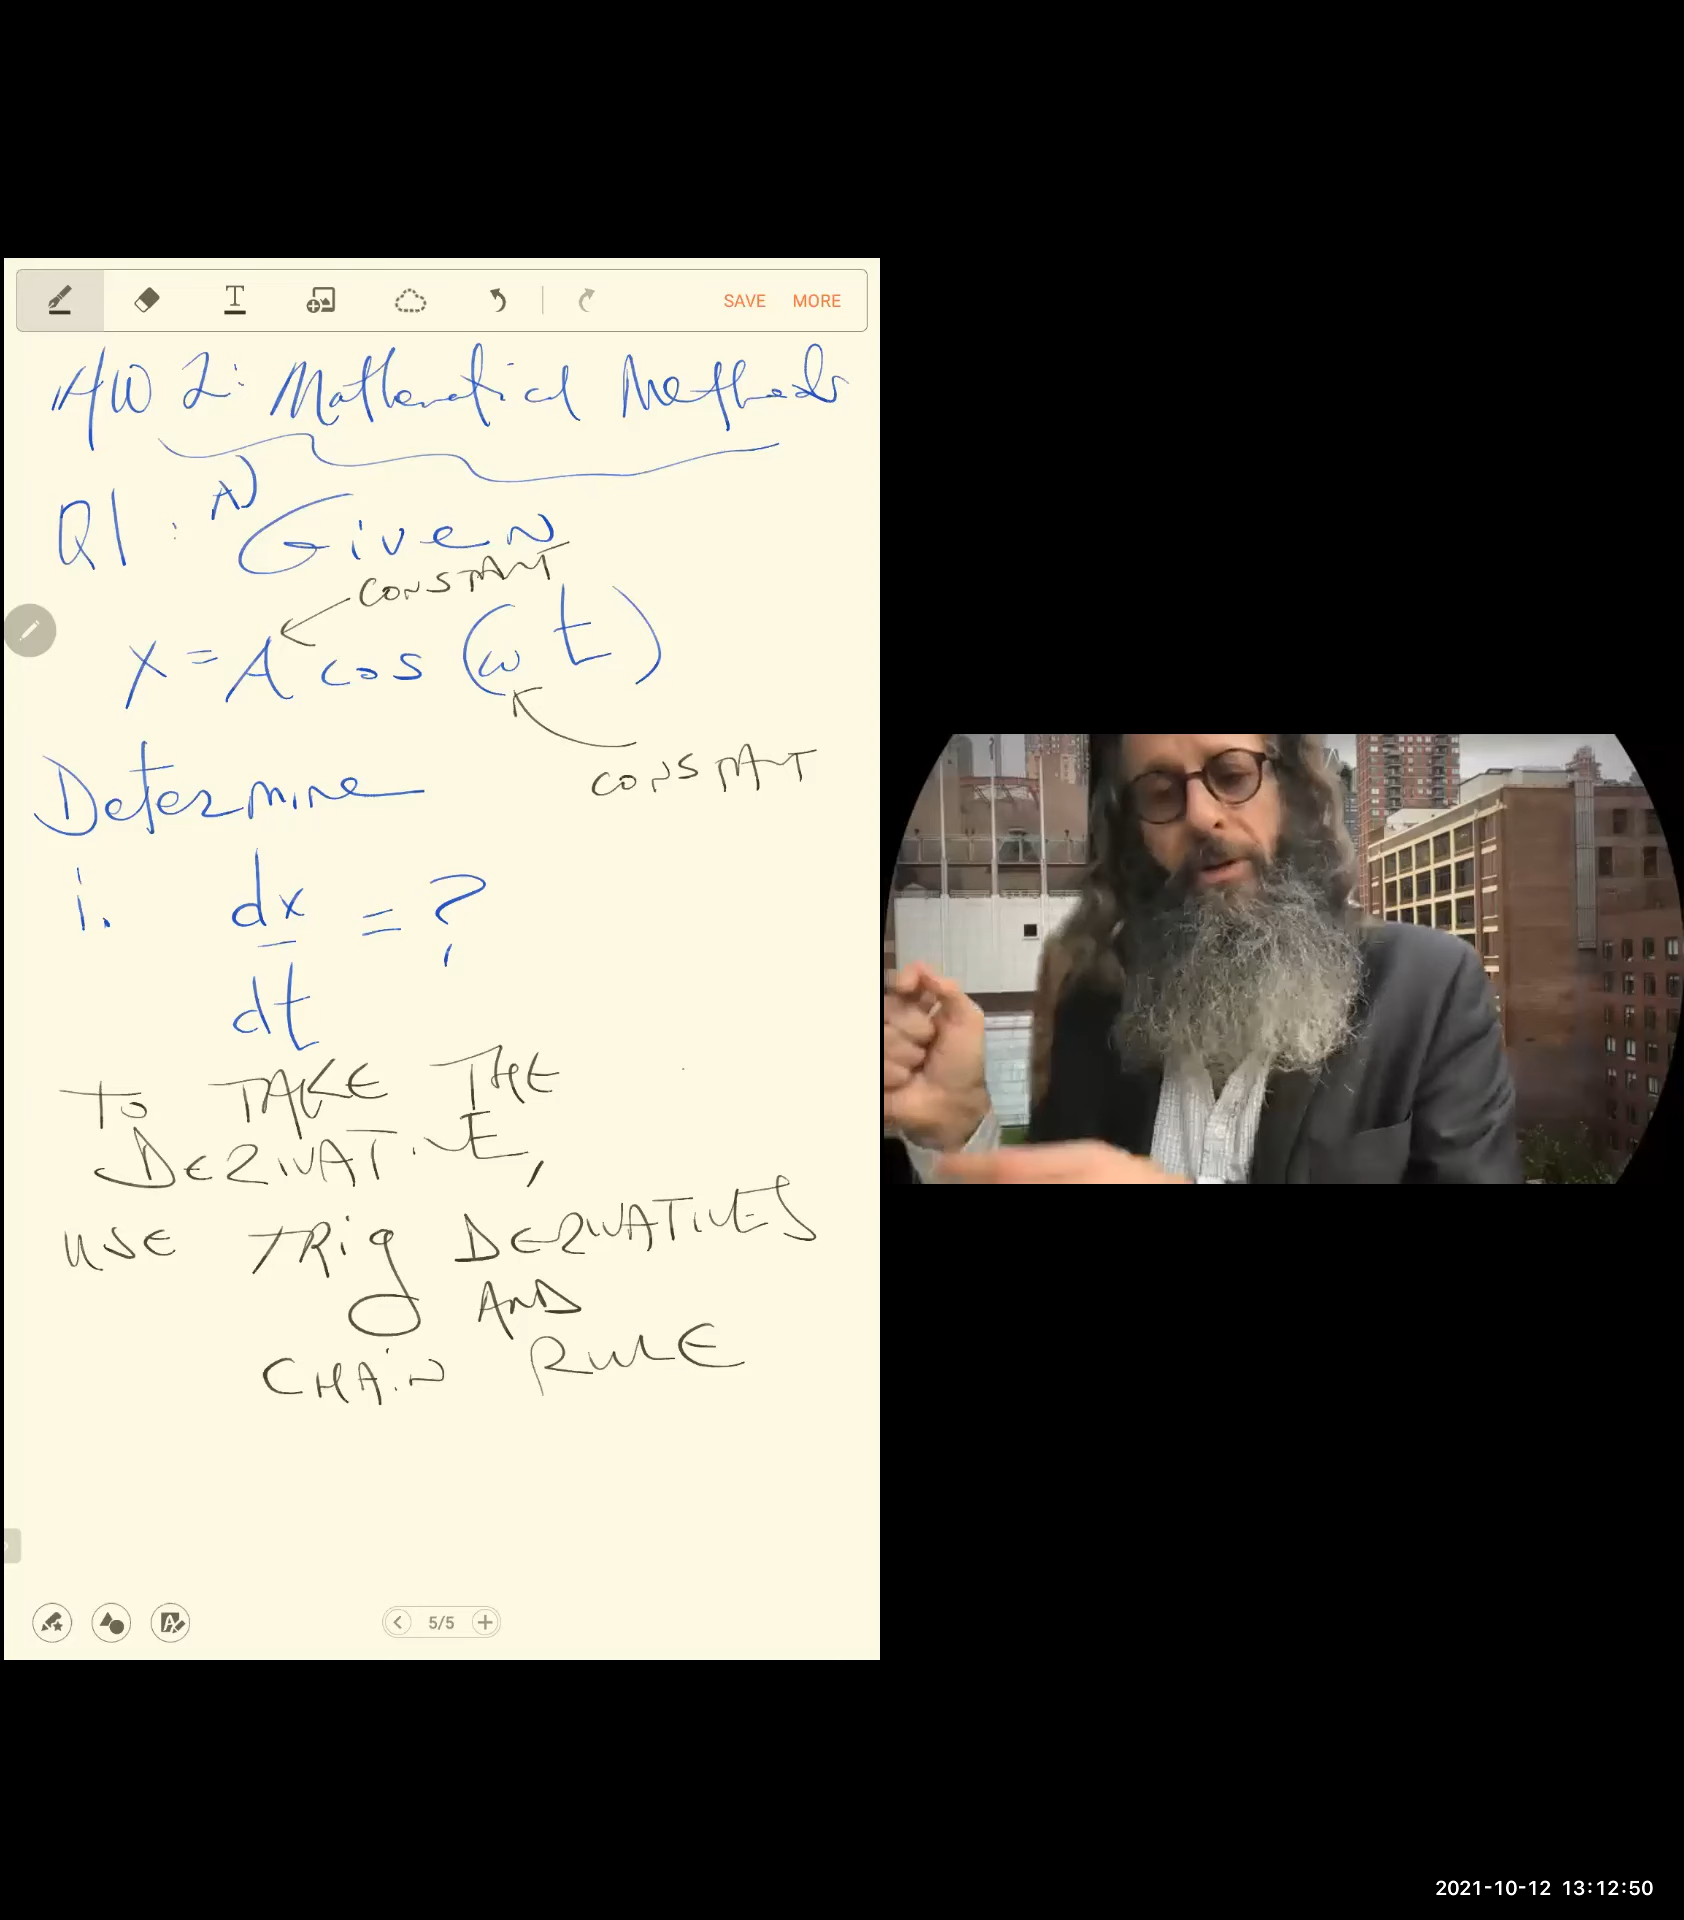 SAVE MORE
HW 2: Mathematical Methods
Q1: A) Given
CONSTANT
x = A cos (ω t)
CONSTANT
Determine
i. dx = ?
dt
TO TAKE THE
DERIVATIVE,
USE TRIG DERIVATIVES
AND
CHAIN RULE
5/5
2021-10-12 13:12:50